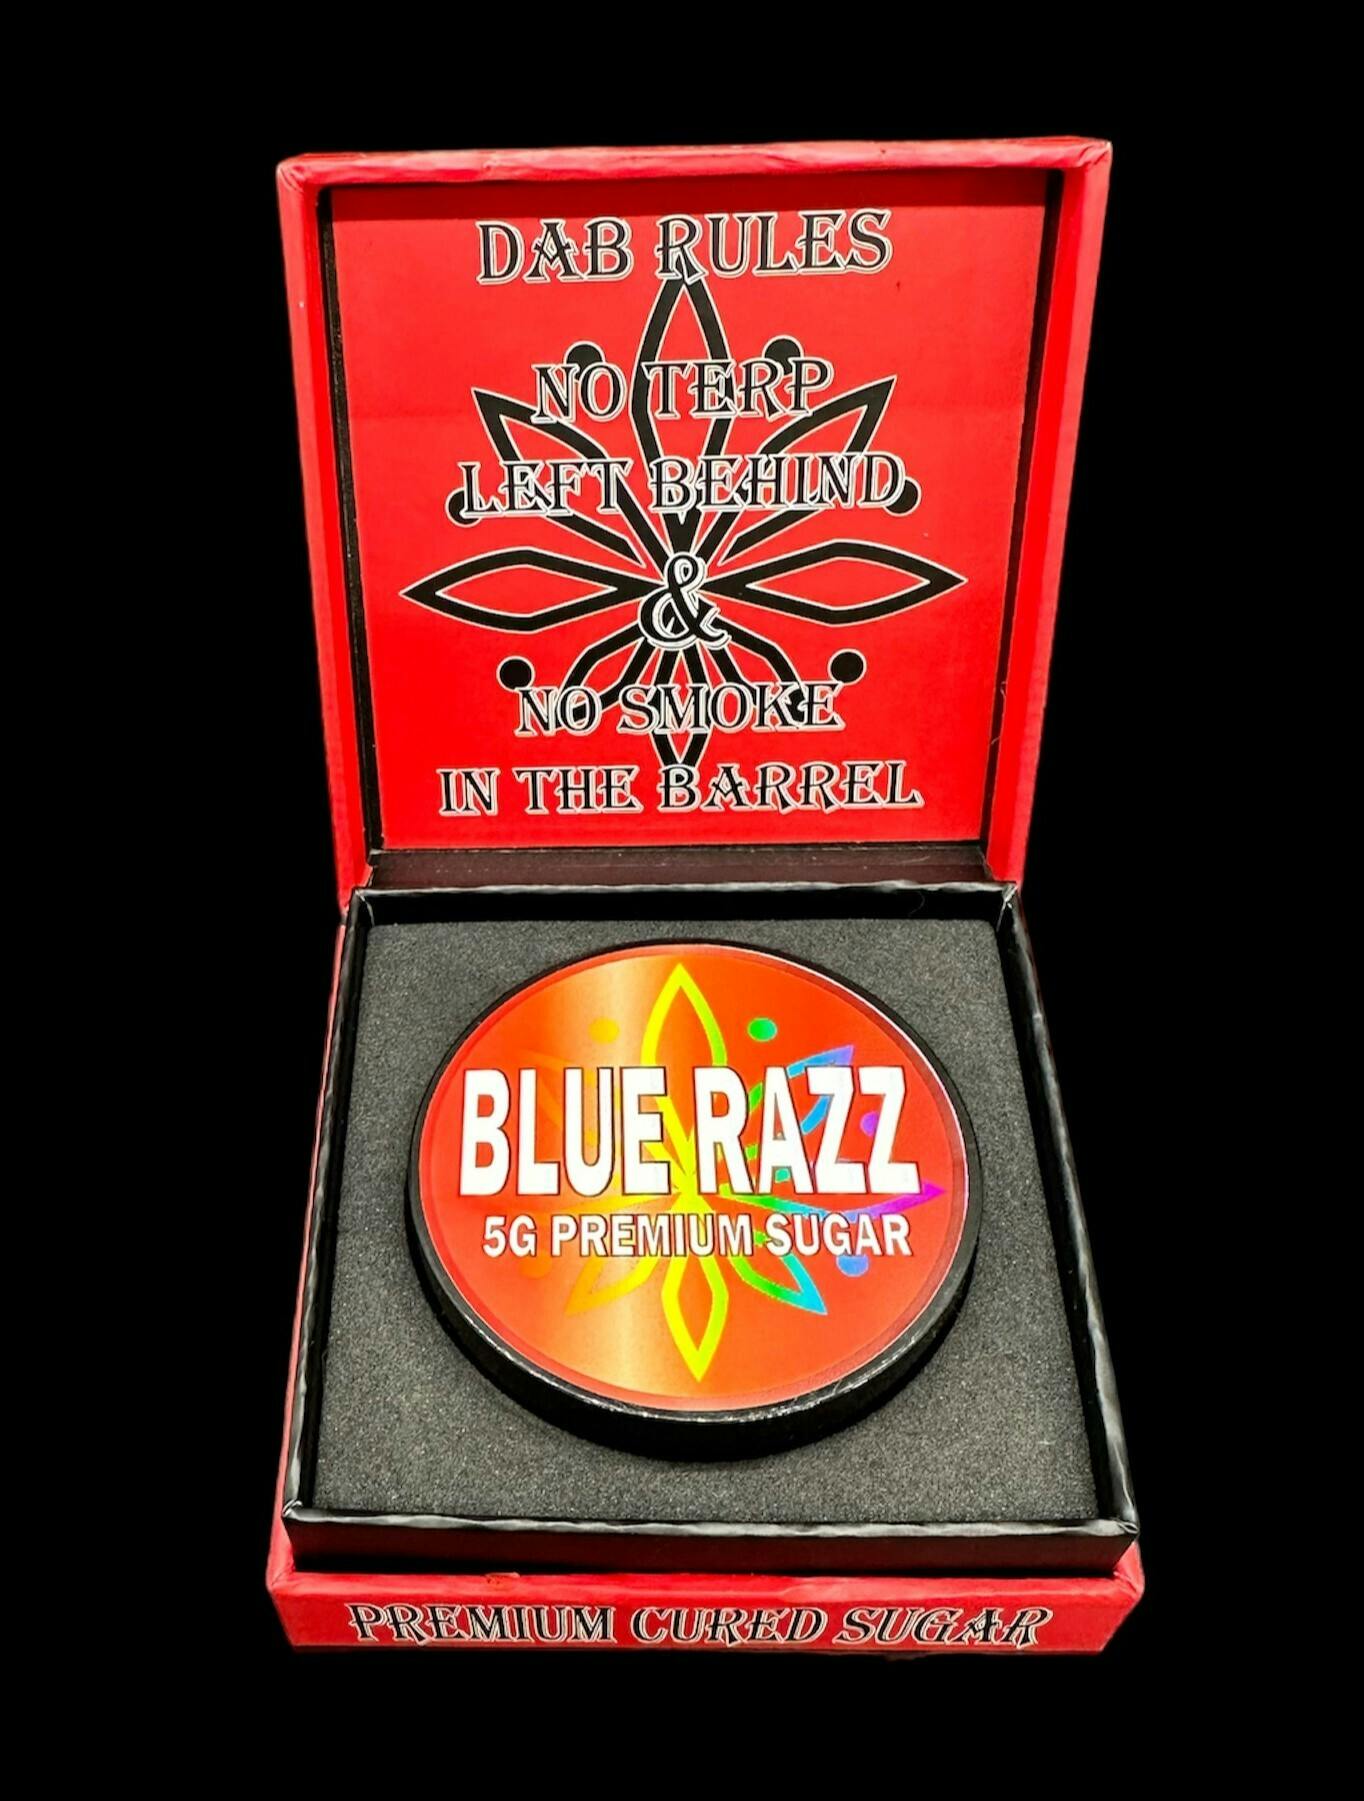 DAB RULES
NO TERP
LEFT BEHIND
&
NO SMOKE
IN THE BARREL
BLUE RAZZ
5G PREMIUM SUGAR
PREMIUM CURED SUGAR